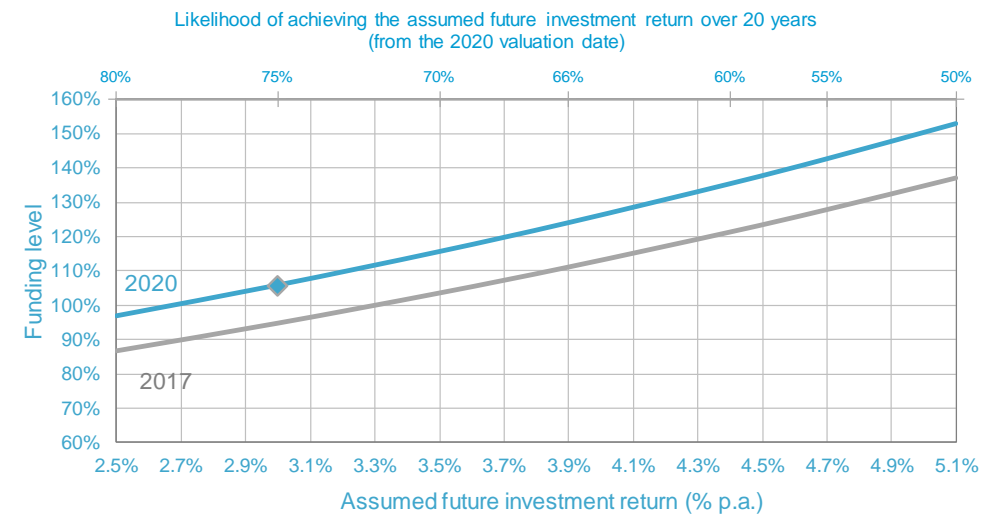 Likelihood of achieving the assumed future investment return over 20 years
(from the 2020 valuation date)
80% 75% 70% 66% 60% 55% 50%
160%
150%
140%
130%
120%
110%
100%
90%
80%
70%
60%
Funding level
2020
2017
2.5% 2.7% 2.9% 3.1% 3.3% 3.5% 3.7% 3.9% 4.1% 4.3% 4.5% 4.7% 4.9% 5.1%
Assumed future investment return (% p.a.)